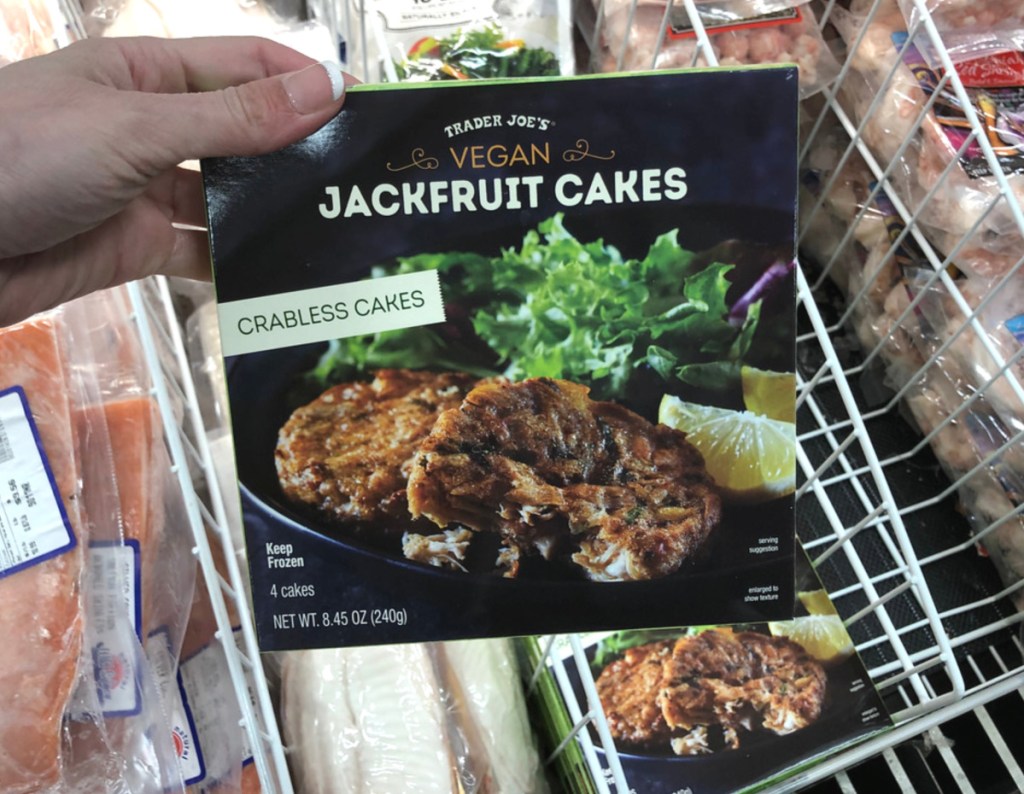 TRADER JOE'S
VEGAN
JACKFRUIT CAKES
CRABLESS CAKES
Keep
Frozen
4 cakes
NET WT. 8.45 OZ (240g)
serving
suggestion
enlarged to
show texture